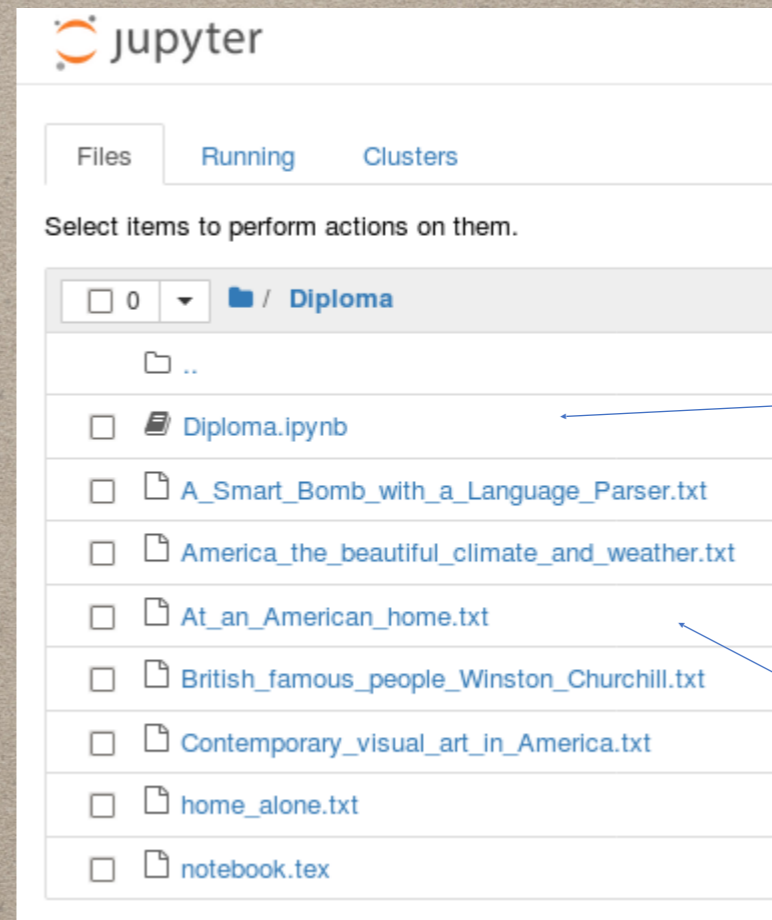 jupyter
Files Running Clusters
Select items to perform actions on them.
0 / Diploma
..
Diploma.ipynb
A_Smart_Bomb_with_a_Language_Parser.txt
America_the_beautiful_climate_and_weather.txt
At_an_American_home.txt
British_famous_people_Winston_Churchill.txt
Contemporary_visual_art_in_America.txt
home_alone.txt
notebook.tex